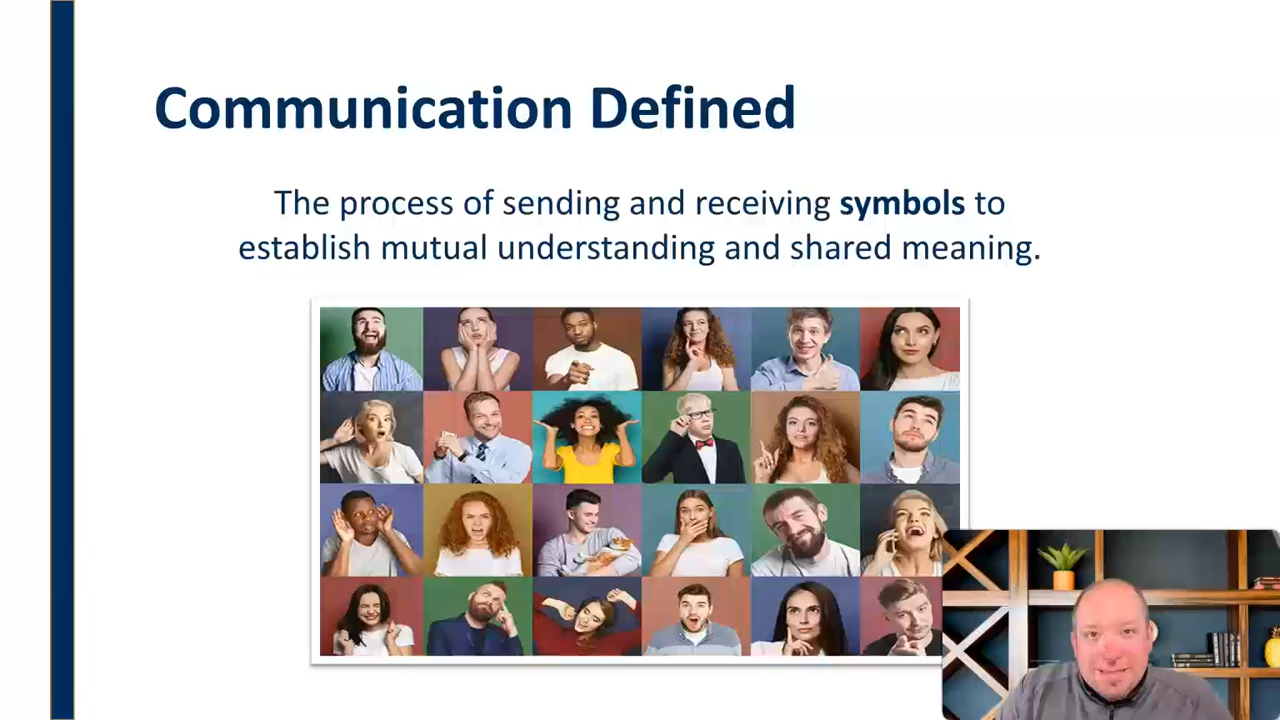 Communication Defined
The process of sending and receiving symbols to
establish mutual understanding and shared meaning.